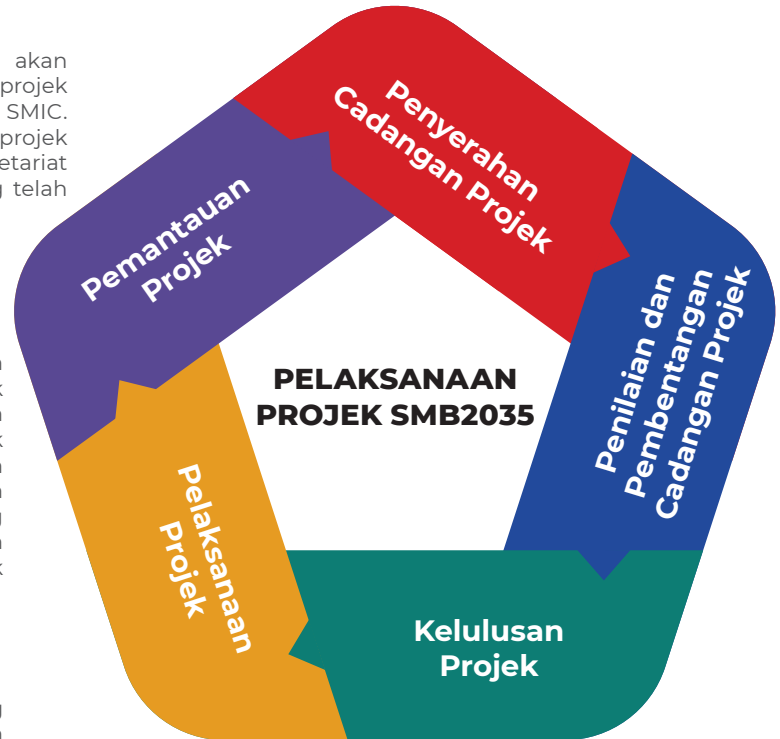 akan
projek
SMIC.
projek
telah
Penyerahan
Cadangan Projek
Penilaian dan
Pembentangan
Cadangan Projek
Kelulusan
Projek
Pelaksanaan
Projek
Pemantauan
Projek
PELAKSANAAN
PROJEK SMB2035